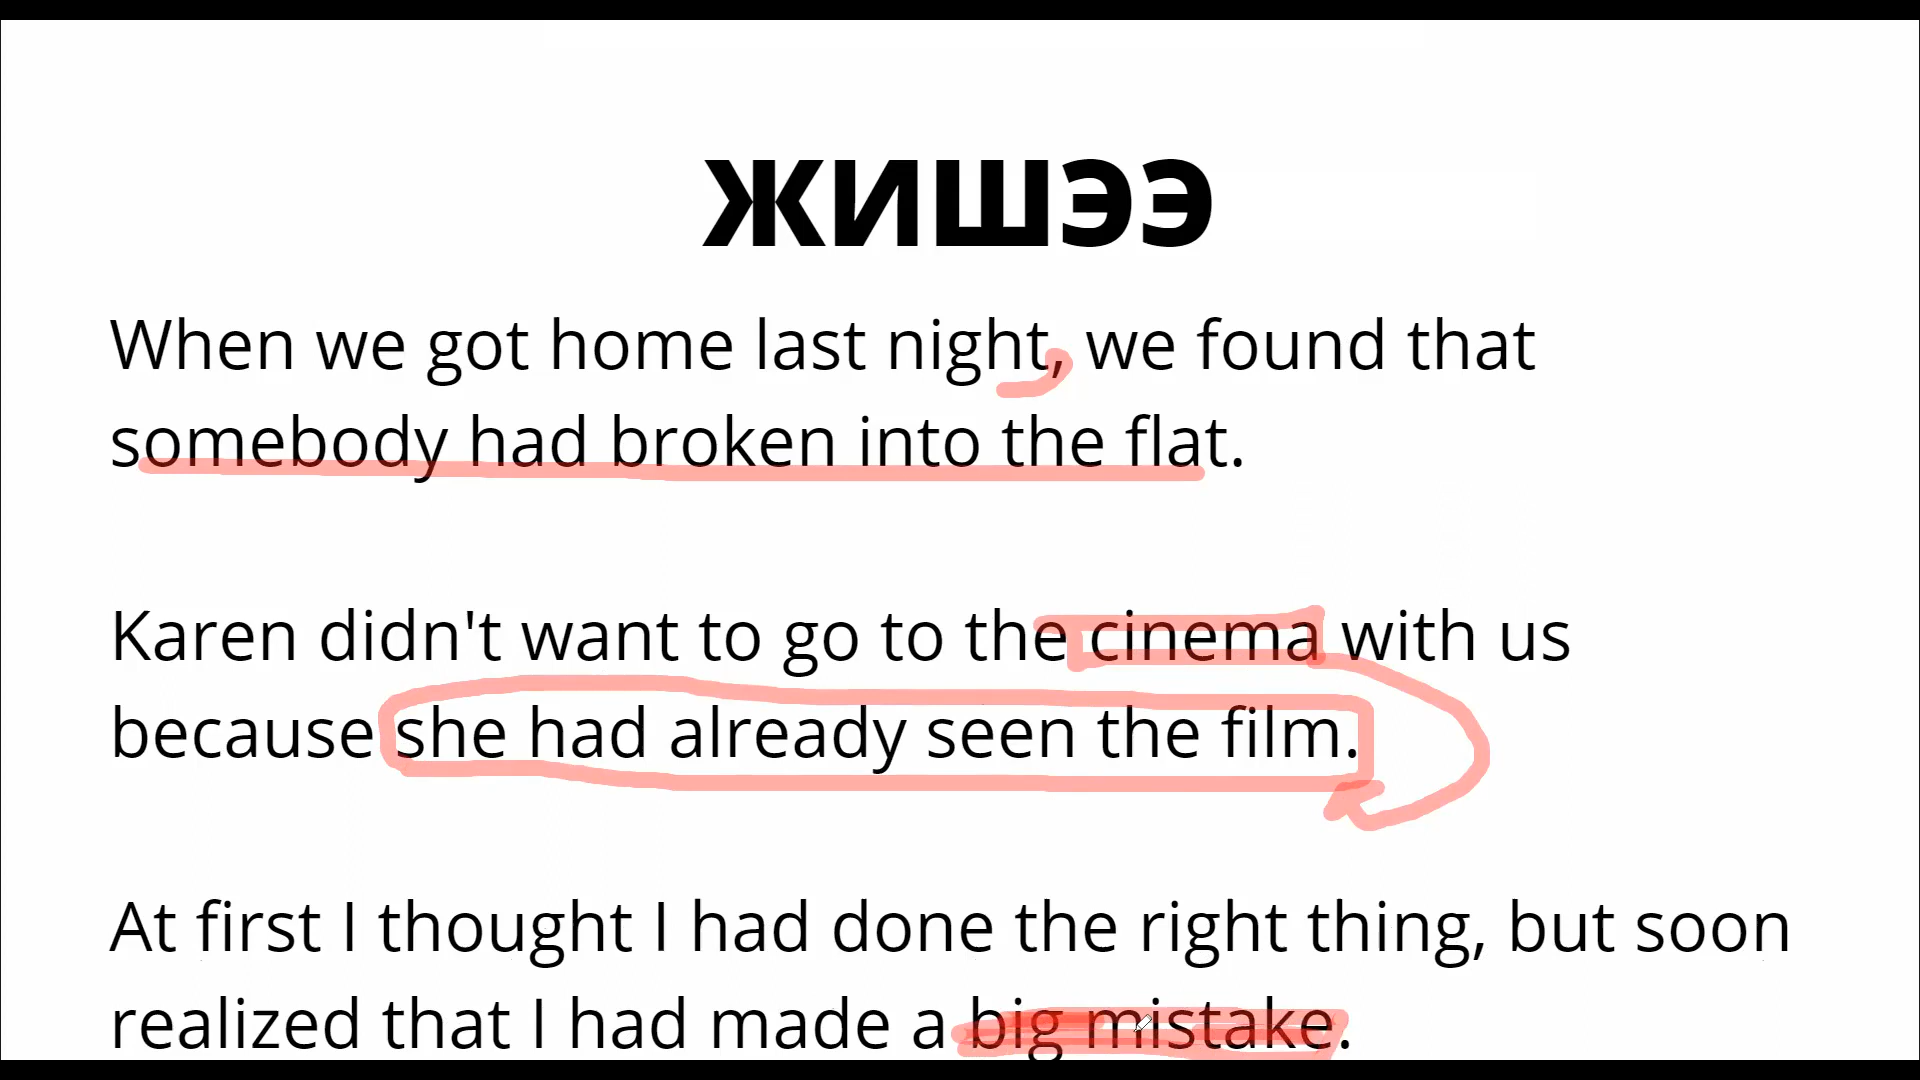 ЖИШЭЭ
When we got home last night, we found that
somebody had broken into the flat.
Karen didn't want to go to the cinema with us
because she had already seen the film.
At first I thought I had done the right thing, but soon
realized that I had made a big mistake.